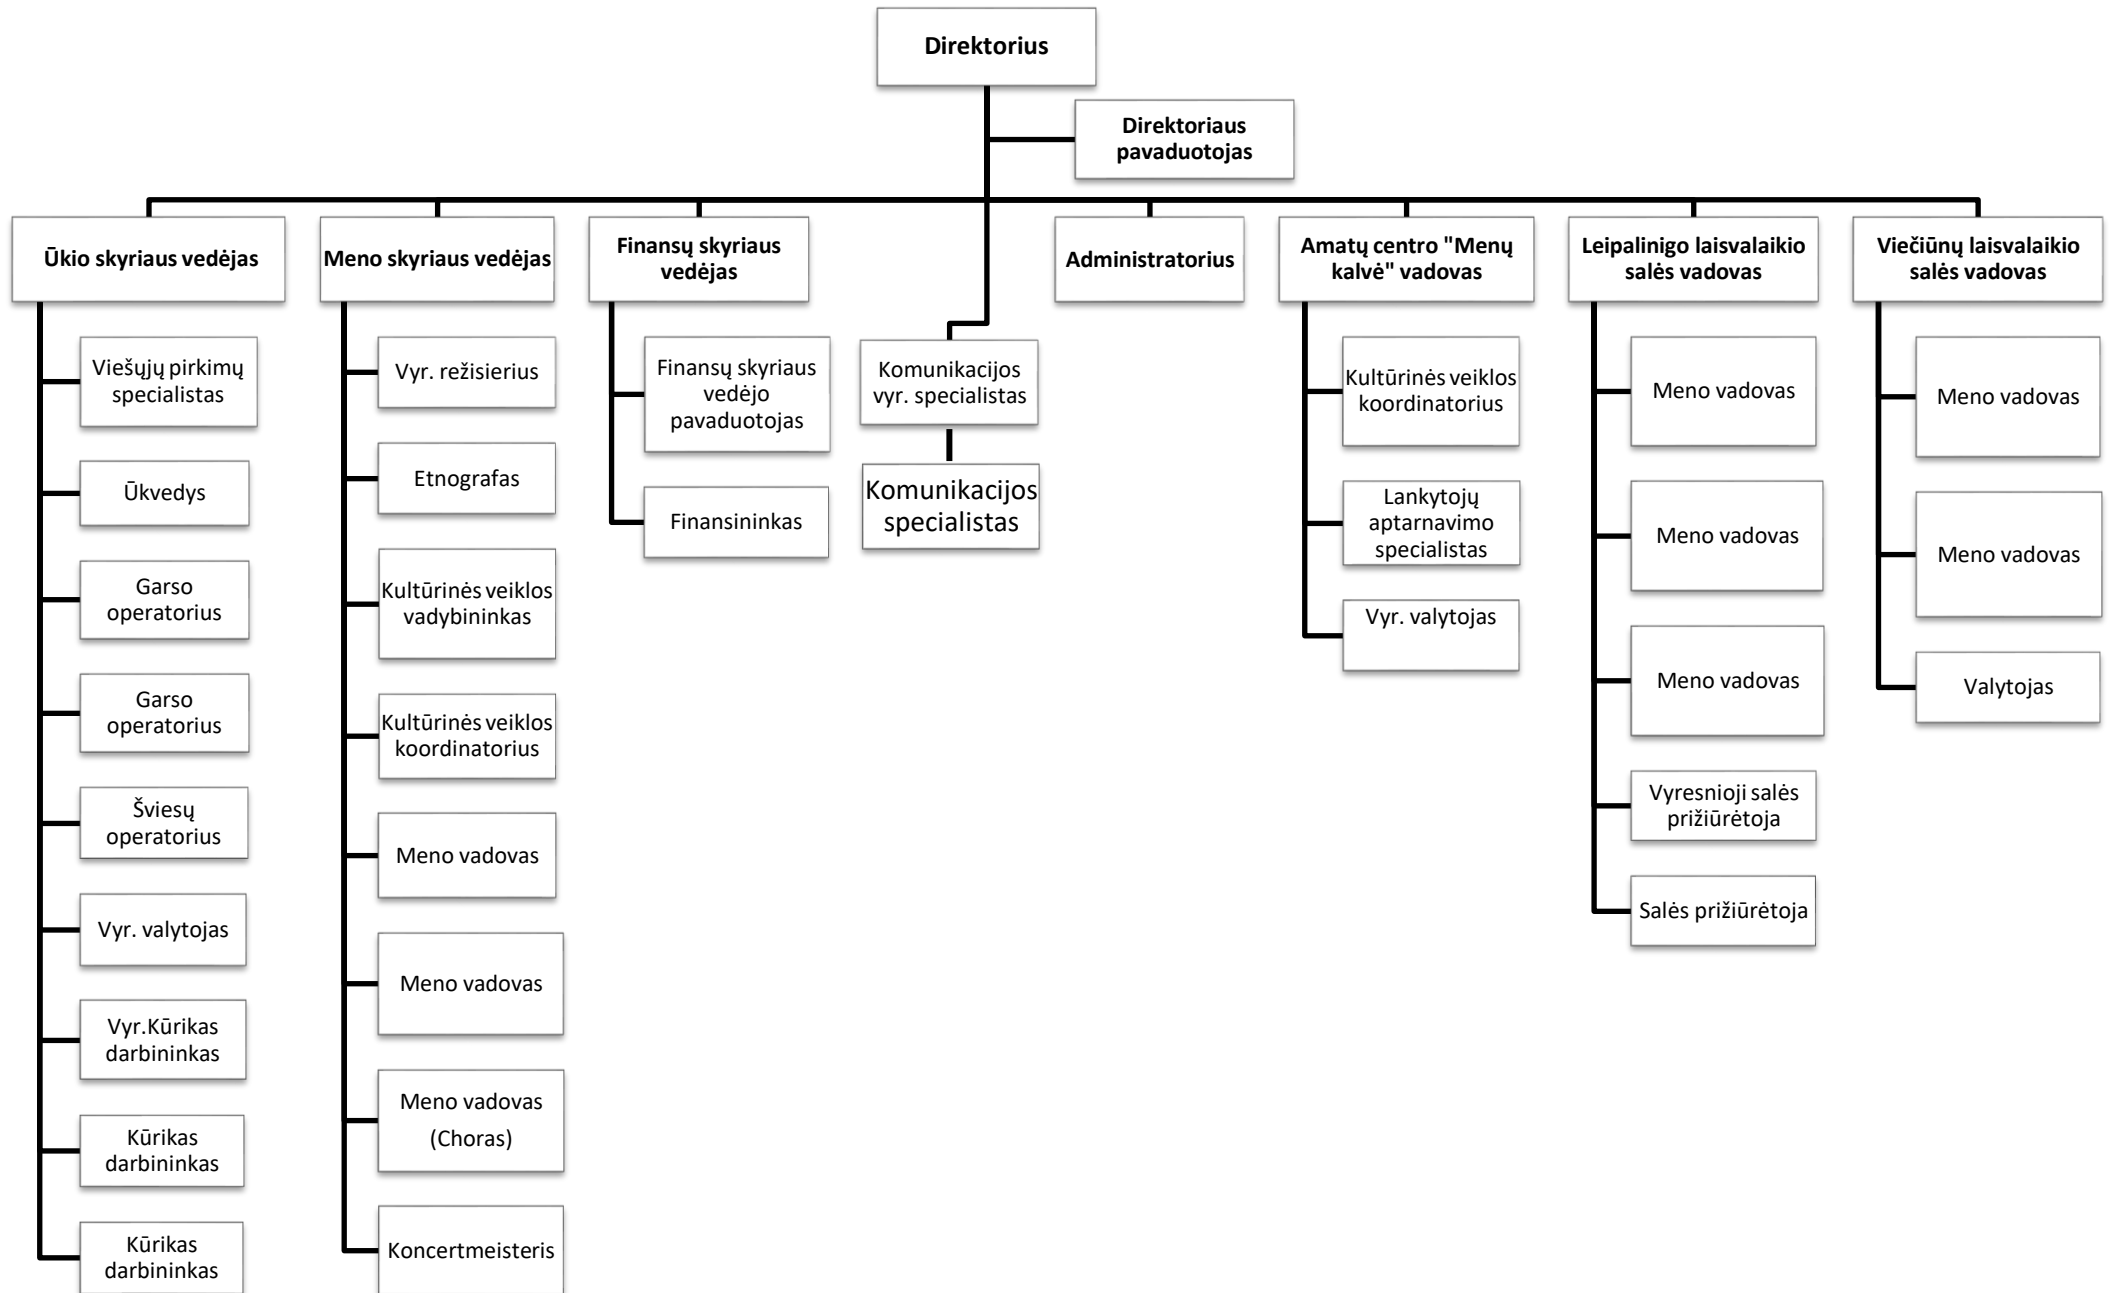 Direktorius
Direktoriaus
pavaduotojas
Ūkio skyriaus vedėjas
Viešųjų pirkimų
specialistas
Ūkvedys
Garso
operatorius
Garso
operatorius
Šviesų
operatorius
Vyr. valytojas
Vyr.Kūrikas
darbininkas
Kūrikas
darbininkas
Kūrikas
darbininkas
Meno skyriaus vedėjas
Vyr. režisierius
Etnografas
Kultūrinės veiklos
vadybininkas
Kultūrinės veiklos
koordinatorius
Meno vadovas
Meno vadovas
Meno vadovas
(Choras)
Koncertmeisteris
Finansų skyriaus
vedėjas
Finansų skyriaus
vedėjo
pavaduotojas
Finansininkas
Komunikacijos
vyr. specialistas
Komunikacijos
specialistas
Administratorius
Amatų centro "Menų
kalvė" vadovas
Kultūrinės veiklos
koordinatorius
Lankytojų
aptarnavimo
specialistas
Vyr. valytojas
Leipalinigo laisvalaikio
salės vadovas
Meno vadovas
Meno vadovas
Meno vadovas
Vyresnioji salės
prižiūrėtoja
Salės prižiūrėtoja
Viečiūnų laisvalaikio
salės vadovas
Meno vadovas
Meno vadovas
Valytojas